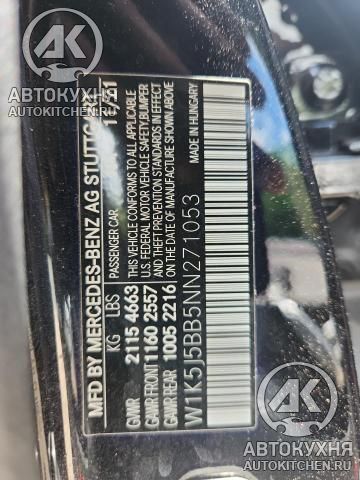 АВТОКУХНЯ
AUTOKITCHEN.RU
MFD BY MERCEDES-BENZ AG STUTTGART
11/21
PASSENGER CAR
MADE IN HUNGARY
KG LBS
GVWR 2115 4663
GAWR FRONT 1160 2557
GAWR REAR 1005 2216
THIS VEHICLE CONFORMS TO ALL APPLICABLE
U.S. FEDERAL MOTOR VEHICLE SAFETY, BUMPER
AND THEFT PREVENTION STANDARDS IN EFFECT
ON THE DATE OF MANUFACTURE SHOWN ABOVE
W1K5J5BB5NN271053
АВТОКУХНЯ
AUTOKITCHEN.RU